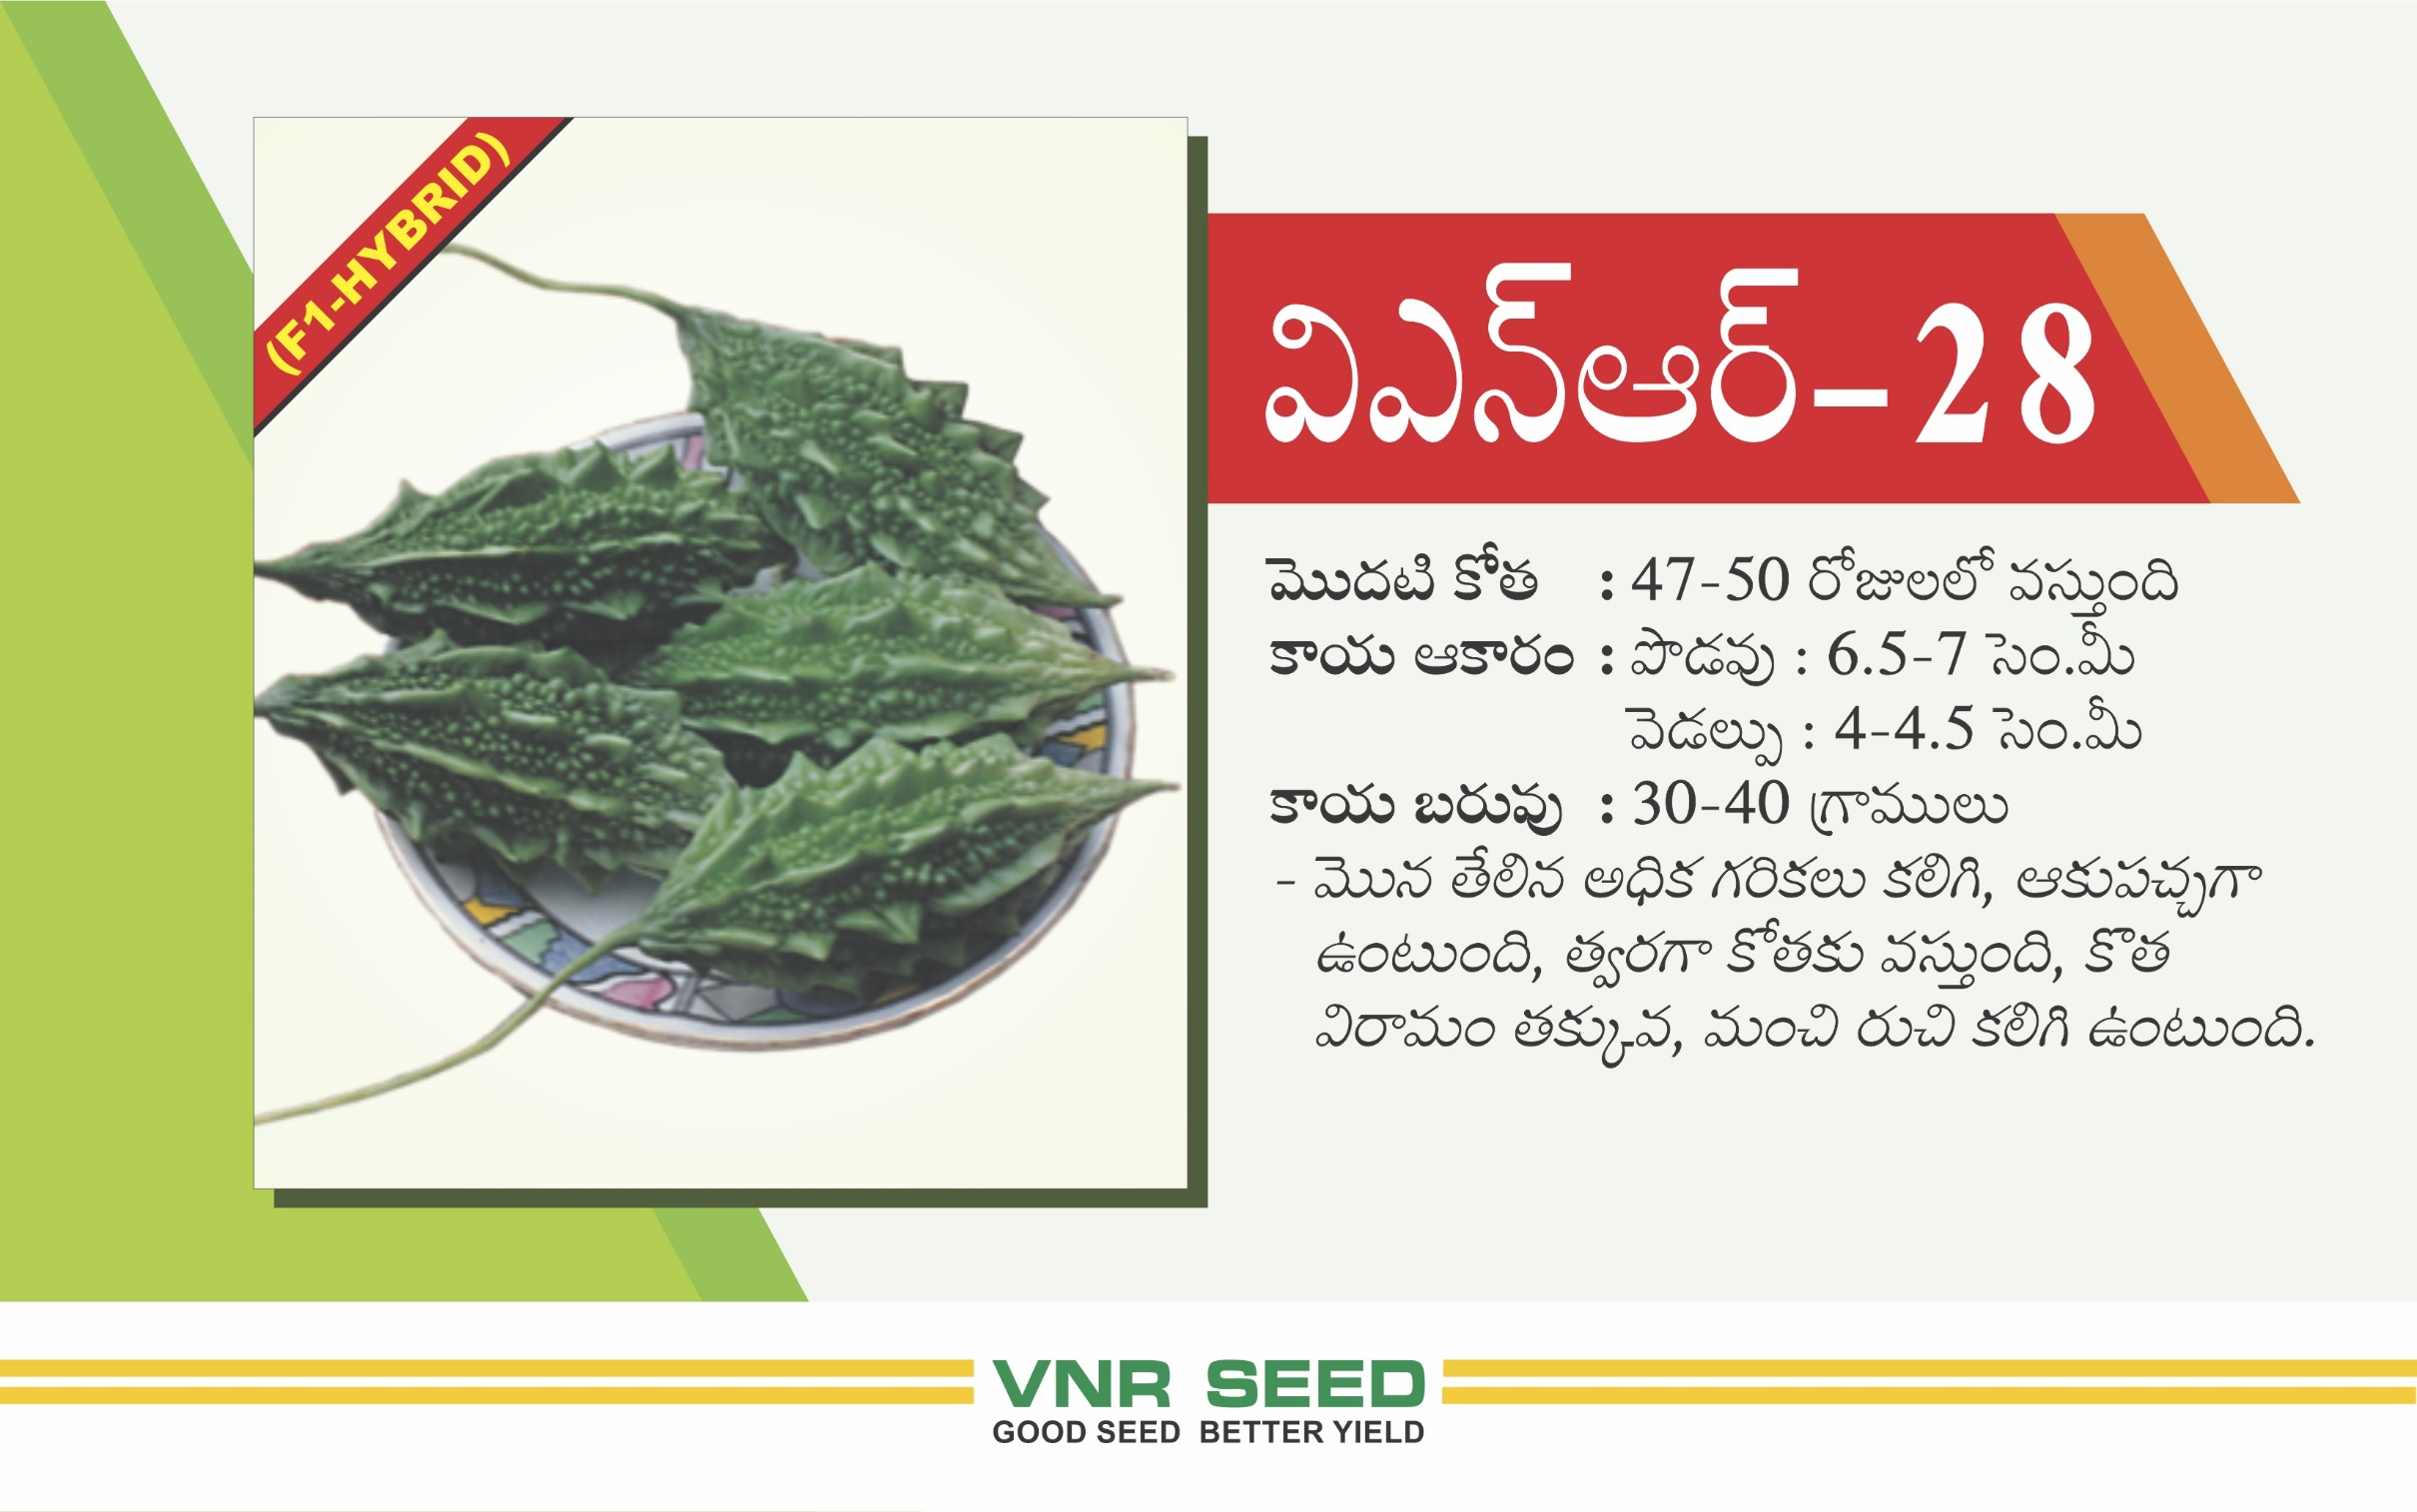 (F1-HYBRID)
విఎన్ఆర్-28
మొదటి కోత : 47-50 రోజులలో వస్తుంది
కాయ ఆకారం : పొడవు : 6.5-7 సెం.మీ
వెడల్పు : 4-4.5 సెం.మీ
కాయ బరువు : 30-40 గ్రాములు
- మొన తేలిన అధిక గరికలు కలిగి, ఆకుపచ్చగా
ఉంటుంది, త్వరగా కోతకు వస్తుంది, కోత
విరామం తక్కువ, మంచి రుచి కలిగి ఉంటుంది.
VNR SEED
GOOD SEED BETTER YIELD